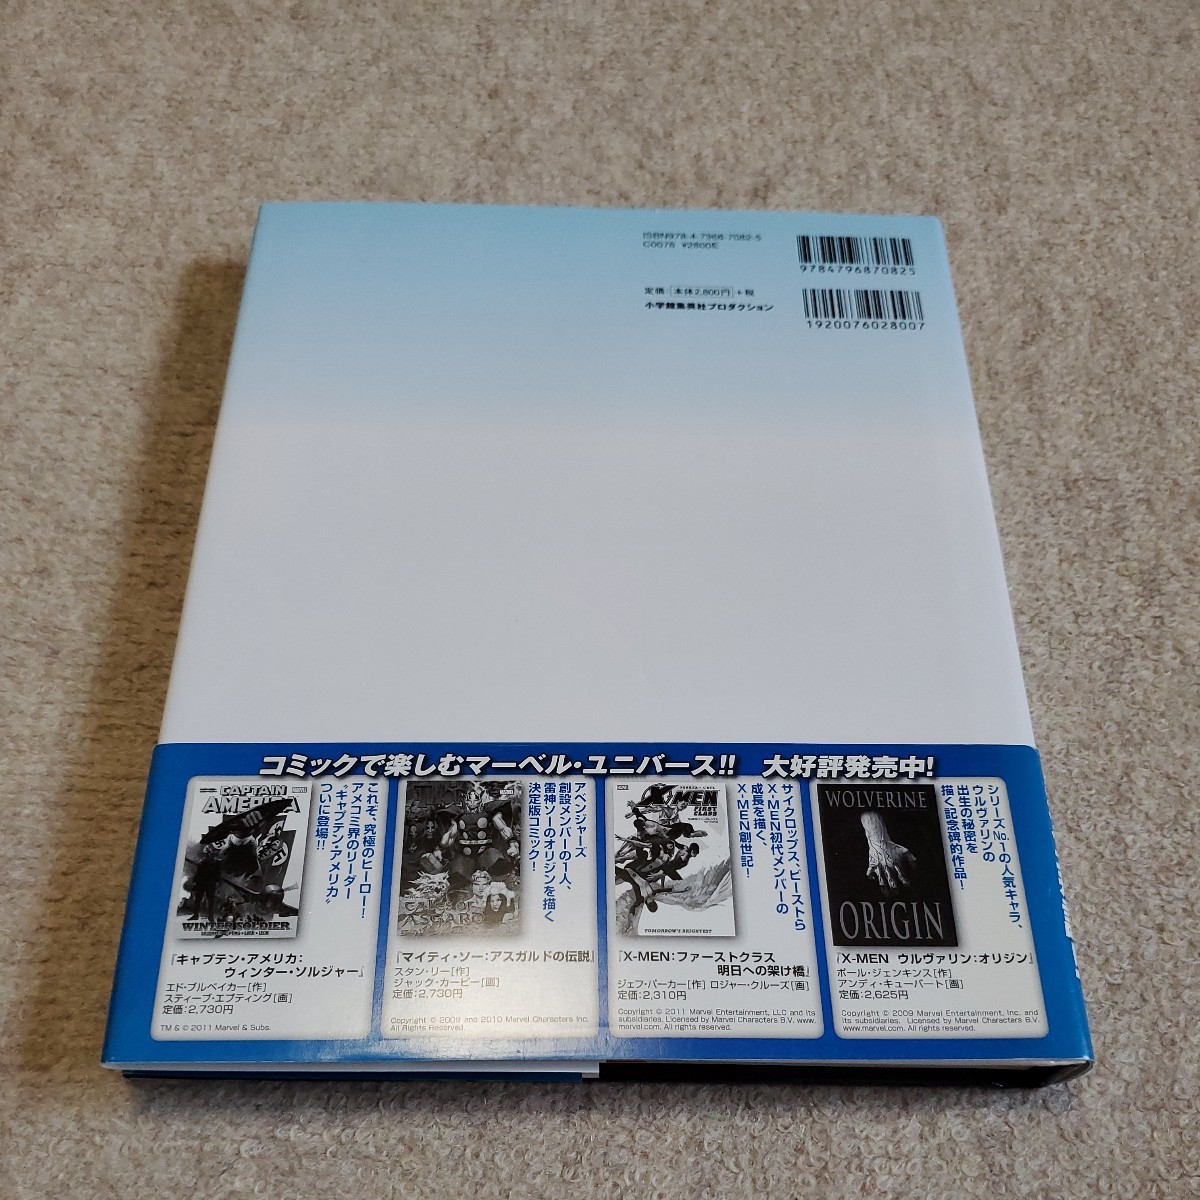 ISBN978-4-7968-7082-5
C0076 ¥2800E
定価:本体2,800円+税
小学館集英社プロダクション
9784796870825
1920076028007
コミックで楽しむマーベル・ユニバース!! 大好評発売中!
これぞ、究極のヒーロー!
アメコミ界のリーダー
“キャプテン・アメリカ”
ついに登場!!
CAPTAIN
AMERICA
WINTER SOLDIER
『キャプテン・アメリカ:
ウィンター・ソルジャー』
エド・ブルベイカー[作]
スティーブ・エプティング[画]
定価:2,730円
TM & © 2011 Marvel & Subs.
アベンジャーズ
創設メンバーの1人、
雷神ソーのオリジンを描く
決定版コミック!
TALES OF
ASGARD
『マイティ・ソー:アスガルドの伝説』
スタン・リー[作]
ジャック・カービー[画]
定価:2,730円
Copyright © 2009 and 2010 Marvel Characters, Inc.
All Rights Reserved.
サイクロップス、ビーストら
X-MEN初代メンバーの
成長を描く、
X-MEN創世記!
X-MEN
FIRST
CLASS
TOMORROW'S BRIGHTEST
『X-MEN:ファーストクラス
明日への架け橋』
ジェフ・パーカー[作] ロジャー・クルーズ[画]
定価:2,310円
Copyright © 2011 Marvel Entertainment, LLC and its
subsidiaries. Licensed by Marvel Characters B.V. www.
marvel.com. All rights reserved.
シリーズNo.1の人気キャラ、
ウルヴァリンの
出生の秘密を
描く記念碑的作品!
WOLVERINE
ORIGIN
『X-MEN ウルヴァリン:オリジン』
ポール・ジェンキンス[作]
アンディ・キューバート[画]
定価:2,625円
Copyright © 2009 Marvel Entertainment, Inc. and
its subsidiaries. Licensed by Marvel Characters B.V.
www.marvel.com. All rights reserved.